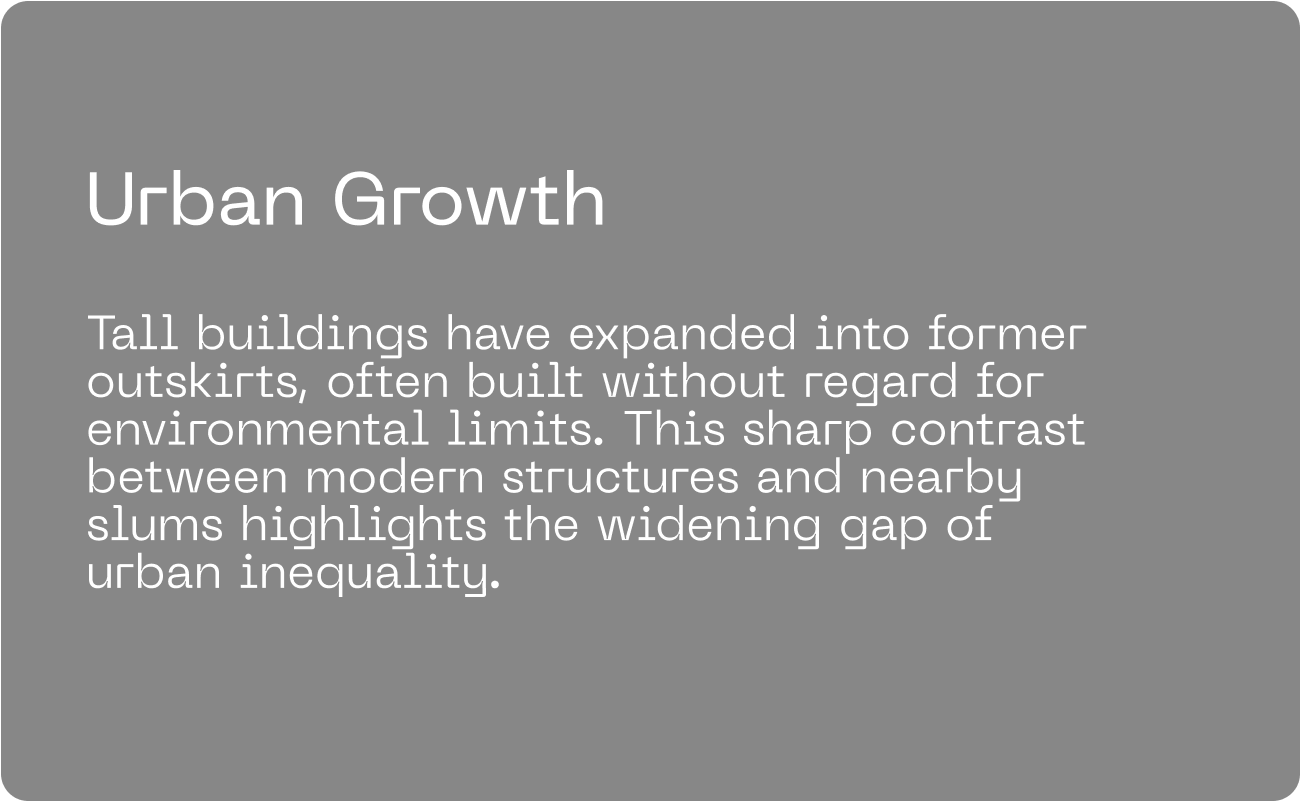 Urban Growth
Tall buildings have expanded into former
outskirts, often built without regard for
environmental limits. This sharp contrast
between modern structures and nearby
slums highlights the widening gap of
urban inequality.